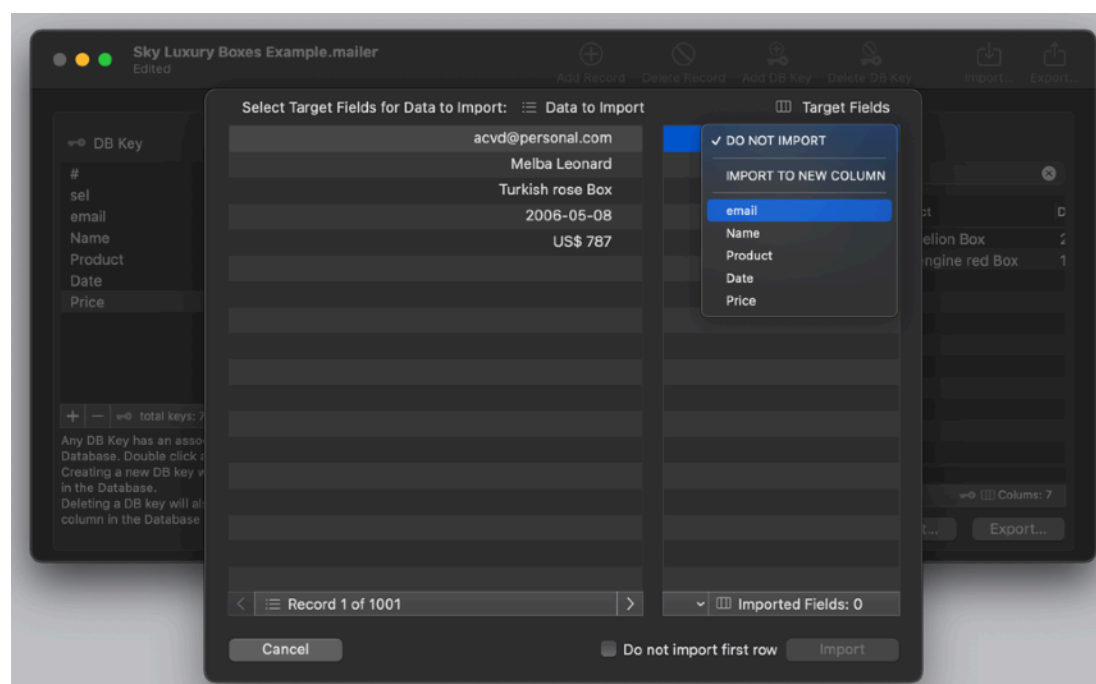 Sky Luxury Boxes Example.mailer
Edited
Add Record Delete Record Add DB Key Delete DB Key Import... Export...
Select Target Fields for Data to Import: Data to Import Target Fields
DB Key
#
sel
email
Name
Product
Date
Price
acvd@personal.com
Melba Leonard
Turkish rose Box
2006-05-08
US$ 787
✓ DO NOT IMPORT
IMPORT TO NEW COLUMN
email
Name
Product
Date
Price
ct D
elion Box 2
engine red Box 1
+ − total keys: 7
Any DB Key has an asso
Database. Double click a
Creating a new DB key w
in the Database.
Deleting a DB key will al
column in the Database
Colums: 7
t... Export...
< Record 1 of 1001 >
Imported Fields: 0
Cancel
Do not import first row
Import